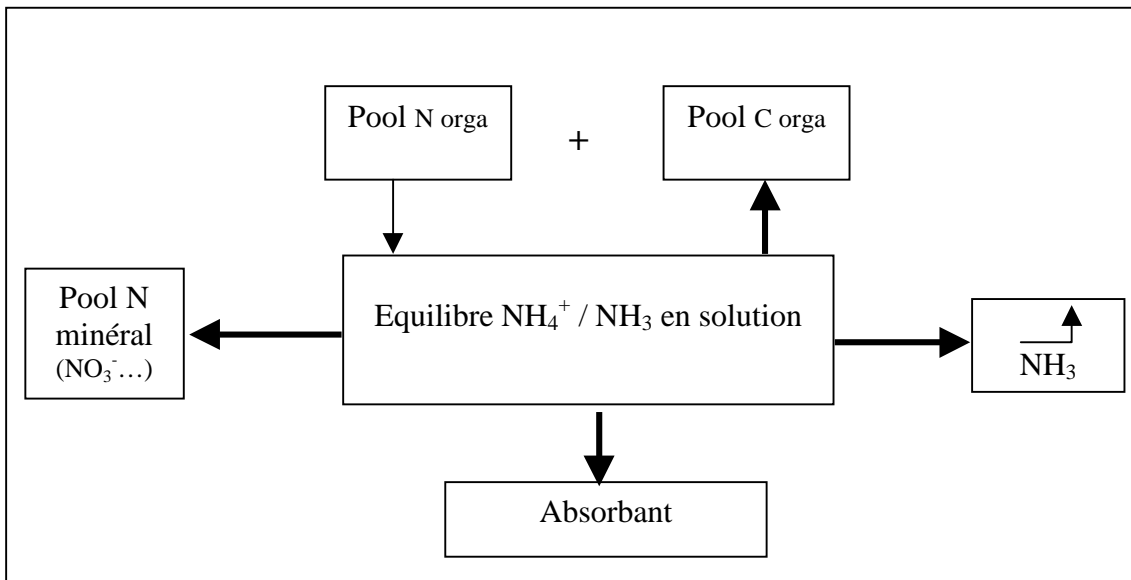 Pool N orga
+
Pool C orga
Pool N
minéral
(NO₃⁻…)
Equilibre NH₄⁺ / NH₃ en solution
NH₃
Absorbant